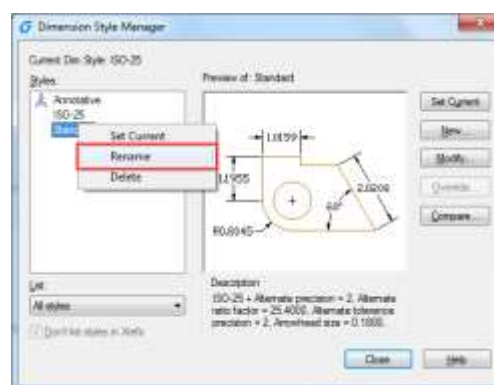 Dimension Style Manager
Current Dim Style: ISO-25
Styles:
Annotative
ISO-25
Set Current
Rename
Delete
Preview of: Standard
1.0159
1.1955
2.0208
60°
R0.8045
Set Current
New...
Modify...
Override...
Compare...
List:
All styles
Don't list styles in Xrefs
Description
ISO-25 + Alternate precision = 2, Alternate
ratio factor = 25.4000, Alternate tolerance
precision = 2, Arrowhead size = 0.1800,
Close
Help